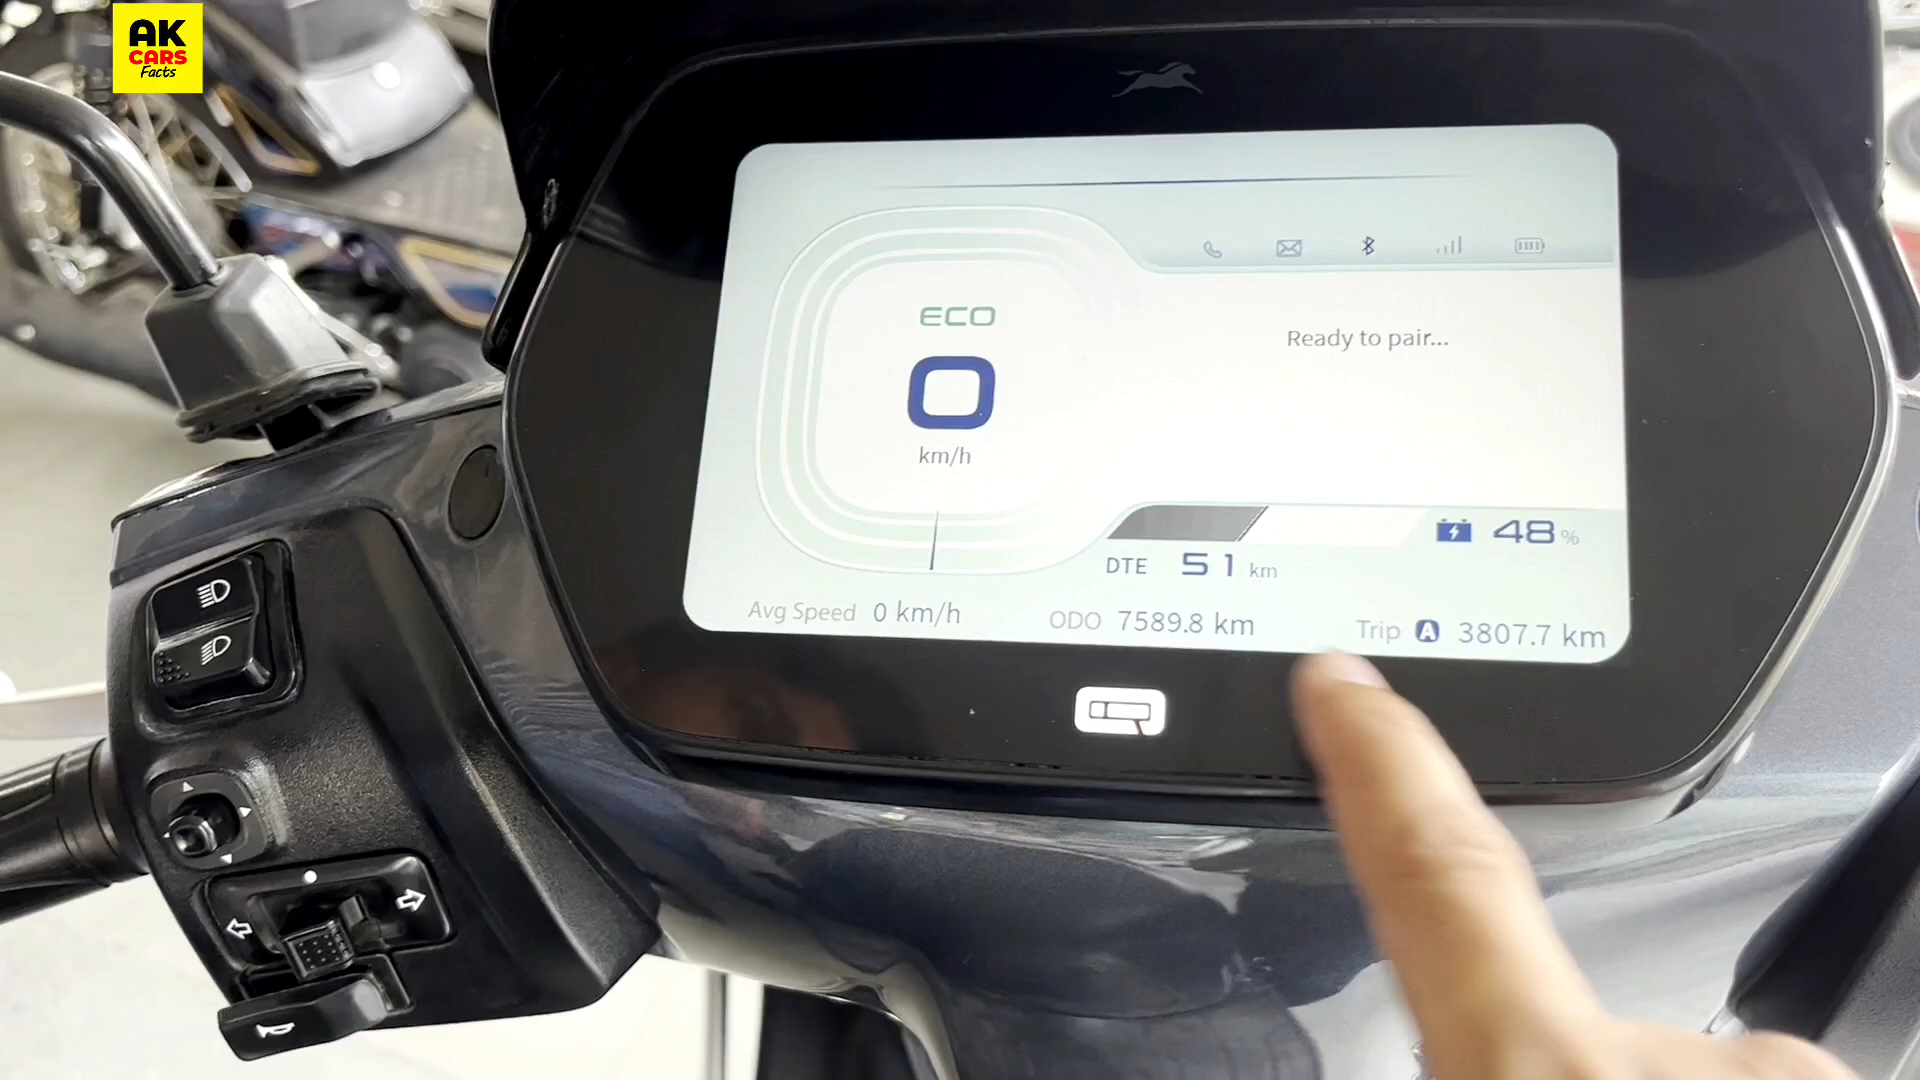 AK
CARS
Facts
ECO
0
km/h
Ready to pair...
48 %
DTE 51 km
Avg Speed 0 km/h ODO 7589.8 km Trip A 3807.7 km